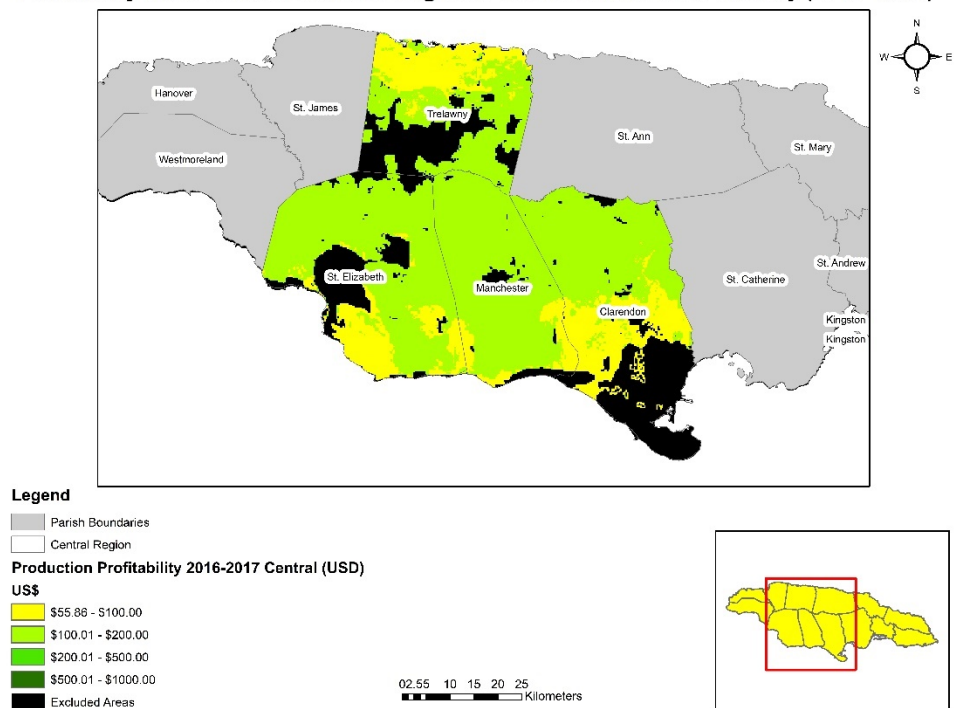 N
W E
S
Hanover
St. James
Trelawny
St. Ann
St. Mary
Westmoreland
St. Elizabeth
Manchester
Clarendon
St. Catherine
St. Andrew
Kingston
Kingston
Legend
Parish Boundaries
Central Region
Production Profitability 2016-2017 Central (USD)
US$
$55.86 - $100.00
$100.01 - $200.00
$200.01 - $500.00
$500.01 - $1000.00
Excluded Areas
02.55 10 15 20 25
Kilometers